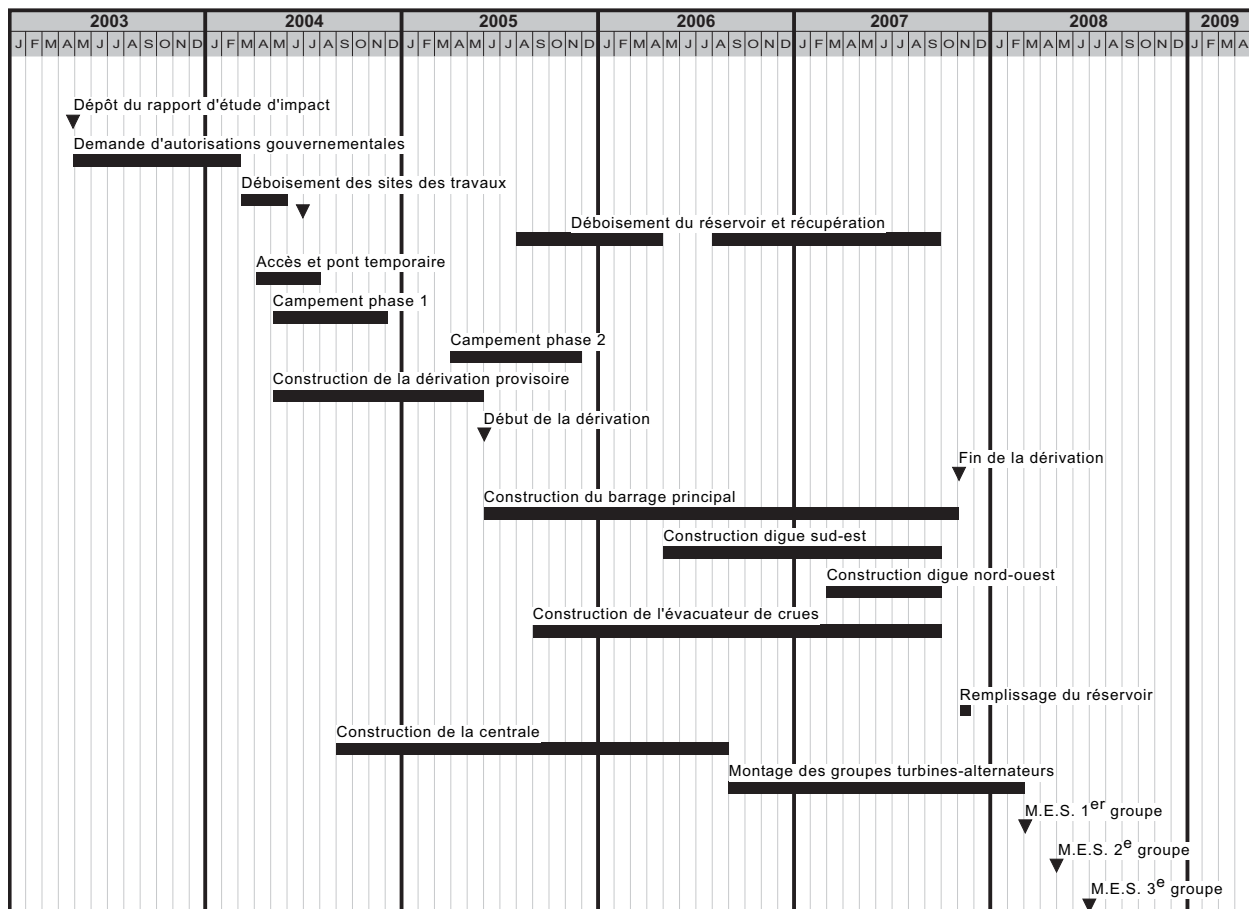 2003 2004 2005 2006 2007 2008 2009
J F M A M J J A S O N D J F M A M J J A S O N D J F M A M J J A S O N D J F M A M J J A S O N D J F M A M J J A S O N D J F M A M J J A S O N D J F M A
Dépôt du rapport d'étude d'impact
Demande d'autorisations gouvernementales
Déboisement des sites des travaux
Déboisement du réservoir et récupération
Accès et pont temporaire
Campement phase 1
Campement phase 2
Construction de la dérivation provisoire
Début de la dérivation
Fin de la dérivation
Construction du barrage principal
Construction digue sud-est
Construction digue nord-ouest
Construction de l'évacuateur de crues
Remplissage du réservoir
Construction de la centrale
Montage des groupes turbines-alternateurs
M.E.S. 1er groupe
M.E.S. 2e groupe
M.E.S. 3e groupe